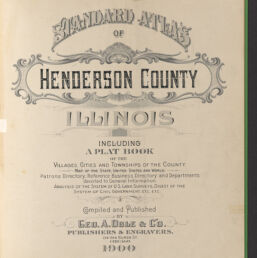 STANDARD ATLAS
OF
HENDERSON COUNTY
ILLINOIS
INCLUDING
A PLAT BOOK
OF THE
VILLAGES, CITIES AND TOWNSHIPS OF THE COUNTY.
MAP OF THE STATE, UNITED STATES AND WORLD.
Patrons Directory, Reference Business Directory and Departments
devoted to General Information.
ANALYSIS OF THE SYSTEM OF U.S. LAND SURVEYS, DIGEST OF THE
SYSTEM OF CIVIL GOVERNMENT, ETC. ETC.
Compiled and Published
BY
GEO. A. OGLE & CO.
PUBLISHERS & ENGRAVERS.
CHICAGO
1900